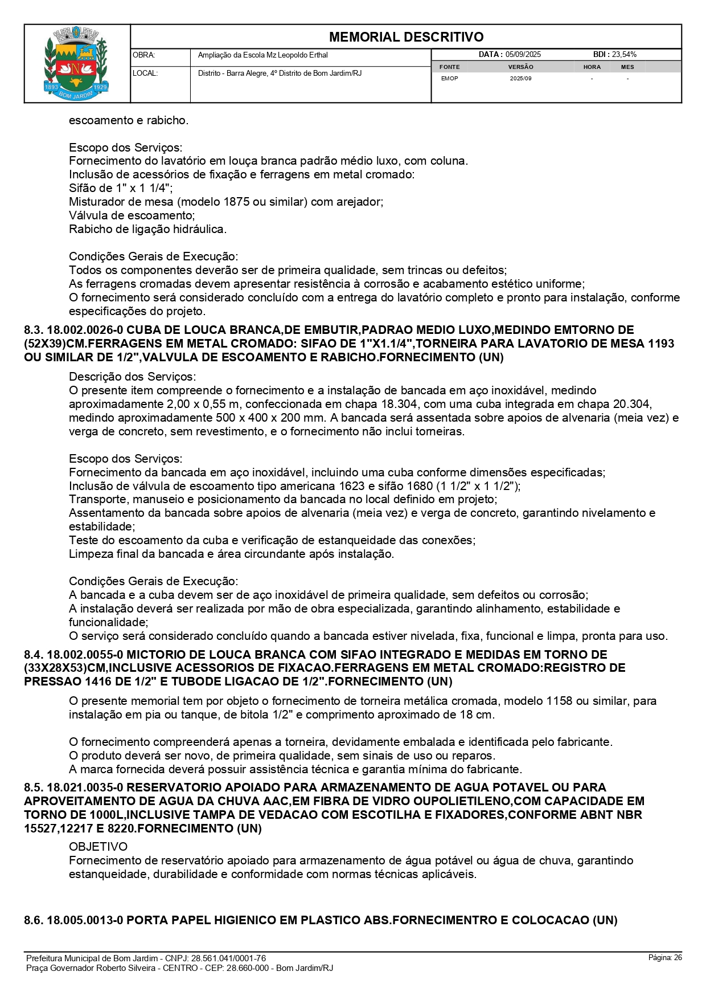 MEMORIAL DESCRITIVO
OBRA:
Ampliação da Escola Mz Leopoldo Erthal
DATA : 05/09/2025
BDI : 23,54%
FONTE VERSÃO HORA MES
LOCAL:
Distrito - Barra Alegre, 4º Distrito de Bom Jardim/RJ
EMOP 2025/09 - -
N
1893 1929
BOM JARDIM
escoamento e rabicho.
Escopo dos Serviços:
Fornecimento do lavatório em louça branca padrão médio luxo, com coluna.
Inclusão de acessórios de fixação e ferragens em metal cromado:
Sifão de 1" x 1 1/4";
Misturador de mesa (modelo 1875 ou similar) com arejador;
Válvula de escoamento;
Rabicho de ligação hidráulica.
Condições Gerais de Execução:
Todos os componentes deverão ser de primeira qualidade, sem trincas ou defeitos;
As ferragens cromadas devem apresentar resistência à corrosão e acabamento estético uniforme;
O fornecimento será considerado concluído com a entrega do lavatório completo e pronto para instalação, conforme
especificações do projeto.
8.3. 18.002.0026-0 CUBA DE LOUCA BRANCA,DE EMBUTIR,PADRAO MEDIO LUXO,MEDINDO EMTORNO DE
(52X39)CM.FERRAGENS EM METAL CROMADO: SIFAO DE 1"X1.1/4",TORNEIRA PARA LAVATORIO DE MESA 1193
OU SIMILAR DE 1/2",VALVULA DE ESCOAMENTO E RABICHO.FORNECIMENTO (UN)
Descrição dos Serviços:
O presente item compreende o fornecimento e a instalação de bancada em aço inoxidável, medindo
aproximadamente 2,00 x 0,55 m, confeccionada em chapa 18.304, com uma cuba integrada em chapa 20.304,
medindo aproximadamente 500 x 400 x 200 mm. A bancada será assentada sobre apoios de alvenaria (meia vez) e
verga de concreto, sem revestimento, e o fornecimento não inclui torneiras.
Escopo dos Serviços:
Fornecimento da bancada em aço inoxidável, incluindo uma cuba conforme dimensões especificadas;
Inclusão de válvula de escoamento tipo americana 1623 e sifão 1680 (1 1/2" x 1 1/2");
Transporte, manuseio e posicionamento da bancada no local definido em projeto;
Assentamento da bancada sobre apoios de alvenaria (meia vez) e verga de concreto, garantindo nivelamento e
estabilidade;
Teste do escoamento da cuba e verificação de estanqueidade das conexões;
Limpeza final da bancada e área circundante após instalação.
Condições Gerais de Execução:
A bancada e a cuba devem ser de aço inoxidável de primeira qualidade, sem defeitos ou corrosão;
A instalação deverá ser realizada por mão de obra especializada, garantindo alinhamento, estabilidade e
funcionalidade;
O serviço será considerado concluído quando a bancada estiver nivelada, fixa, funcional e limpa, pronta para uso.
8.4. 18.002.0055-0 MICTORIO DE LOUCA BRANCA COM SIFAO INTEGRADO E MEDIDAS EM TORNO DE
(33X28X53)CM,INCLUSIVE ACESSORIOS DE FIXACAO.FERRAGENS EM METAL CROMADO:REGISTRO DE
PRESSAO 1416 DE 1/2" E TUBODE LIGACAO DE 1/2".FORNECIMENTO (UN)
O presente memorial tem por objeto o fornecimento de torneira metálica cromada, modelo 1158 ou similar, para
instalação em pia ou tanque, de bitola 1/2" e comprimento aproximado de 18 cm.
O fornecimento compreenderá apenas a torneira, devidamente embalada e identificada pelo fabricante.
O produto deverá ser novo, de primeira qualidade, sem sinais de uso ou reparos.
A marca fornecida deverá possuir assistência técnica e garantia mínima do fabricante.
8.5. 18.021.0035-0 RESERVATORIO APOIADO PARA ARMAZENAMENTO DE AGUA POTAVEL OU PARA
APROVEITAMENTO DE AGUA DA CHUVA AAC,EM FIBRA DE VIDRO OUPOLIETILENO,COM CAPACIDADE EM
TORNO DE 1000L,INCLUSIVE TAMPA DE VEDACAO COM ESCOTILHA E FIXADORES,CONFORME ABNT NBR
15527,12217 E 8220.FORNECIMENTO (UN)
OBJETIVO
Fornecimento de reservatório apoiado para armazenamento de água potável ou água de chuva, garantindo
estanqueidade, durabilidade e conformidade com normas técnicas aplicáveis.
8.6. 18.005.0013-0 PORTA PAPEL HIGIENICO EM PLASTICO ABS.FORNECIMENTRO E COLOCACAO (UN)
Prefeitura Municipal de Bom Jardim - CNPJ: 28.561.041/0001-76
Página: 26
Praça Governador Roberto Silveira - CENTRO - CEP: 28.660-000 - Bom Jardim/RJ